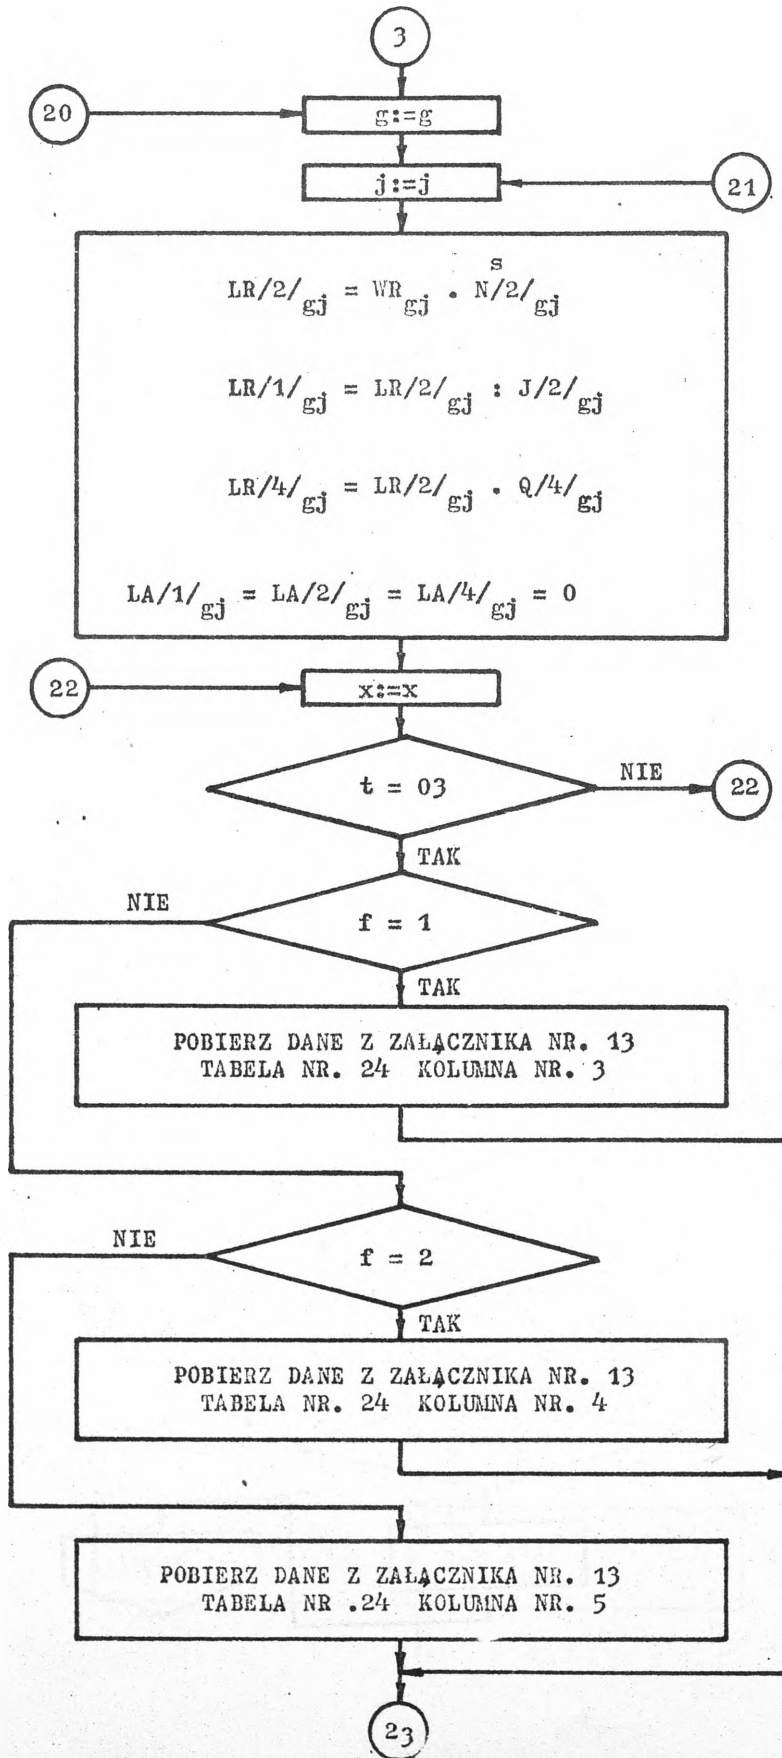 3
20
g:=g
j:=j
21
s
LR/2/gj = WRgj . N/2/gj
LR/1/gj = LR/2/gj : J/2/gj
LR/4/gj = LR/2/gj . Q/4/gj
LA/1/gj = LA/2/gj = LA/4/gj = 0
22
x:=x
t = 03
NIE
22
TAK
NIE
f = 1
TAK
POBIERZ DANE Z ZAŁĄCZNIKA NR. 13
TABELA NR. 24 KOLUMNA NR. 3
NIE
f = 2
TAK
POBIERZ DANE Z ZAŁĄCZNIKA NR. 13
TABELA NR. 24 KOLUMNA NR. 4
POBIERZ DANE Z ZAŁĄCZNIKA NR. 13
TABELA NR .24 KOLUMNA NR. 5
23